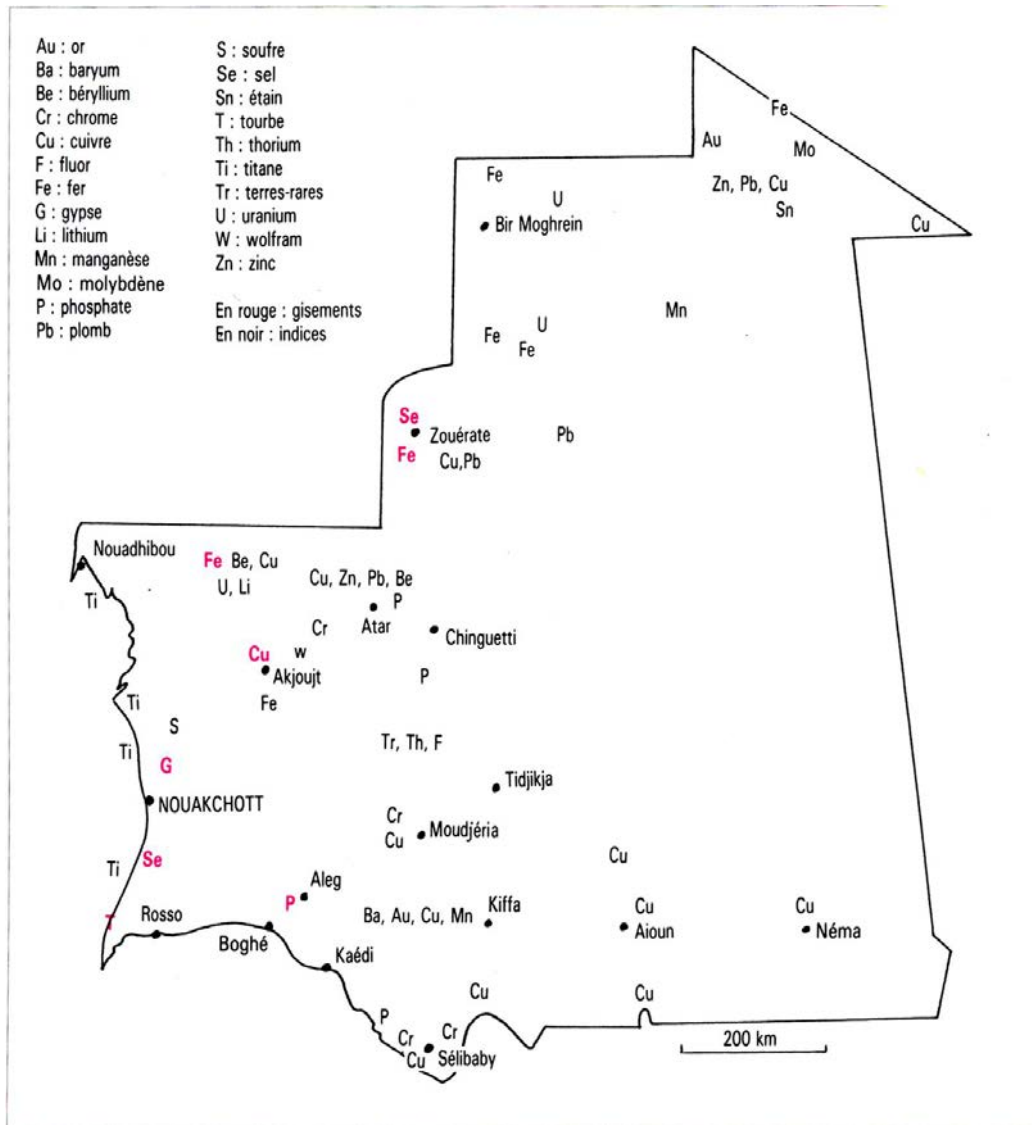 Au : or
Ba : baryum
Be : béryllium
Cr : chrome
Cu : cuivre
F : fluor
Fe : fer
G : gypse
Li : lithium
Mn : manganèse
Mo : molybdène
P : phosphate
Pb : plomb
S : soufre
Se : sel
Sn : étain
T : tourbe
Th : thorium
Ti : titane
Tr : terres-rares
U : uranium
W : wolfram
Zn : zinc
En rouge : gisements
En noir : indices
Fe
Au
Mo
Fe
Zn, Pb, Cu
U
Sn
Bir Moghrein
Cu
Mn
U
Fe
Fe
Se
Zouérate
Pb
Fe
Cu,Pb
Nouadhibou
Fe Be, Cu
U, Li
Cu, Zn, Pb, Be
Ti
P
Cr
Atar
Chinguetti
Cu
w
Akjoujt
P
Ti
Fe
S
Ti
Tr, Th, F
G
Tidjikja
NOUAKCHOTT
Cr
Cu
Moudjéria
Se
Cu
Ti
Aleg
P
Kiffa
Cu
Cu
T
Rosso
Ba, Au, Cu, Mn
Aioun
Néma
Boghé
Kaédi
Cu
Cu
P
Cr
Cr
Cu
Sélibaby
200 km